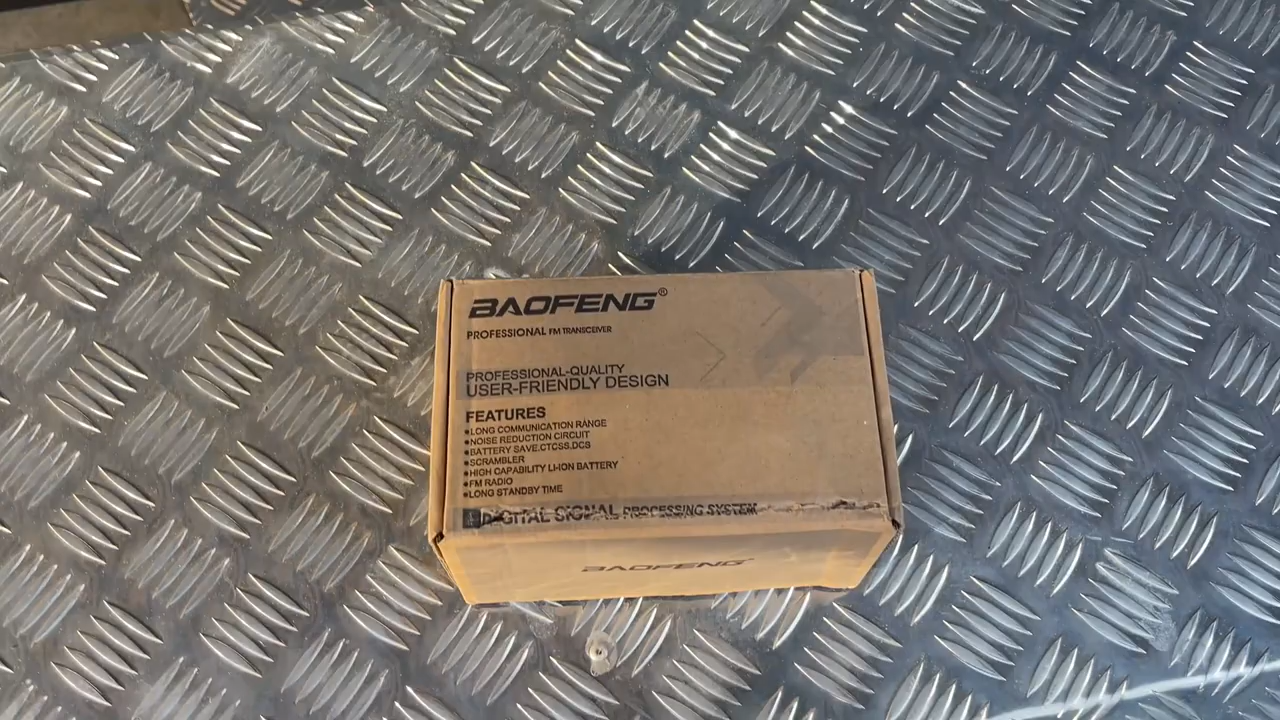 BAOFENG®
PROFESSIONAL FM TRANSCEIVER
PROFESSIONAL-QUALITY
USER-FRIENDLY DESIGN
FEATURES
•LONG COMMUNICATION RANGE
•NOISE REDUCTION CIRCUIT
•BATTERY SAVE.CTCSS.DCS
•SCRAMBLER
•HIGH CAPABILITY LI-ION BATTERY
•FM RADIO
•LONG STANDBY TIME
DIGITAL SIGNAL PROCESSING SYSTEM
BAOFENG